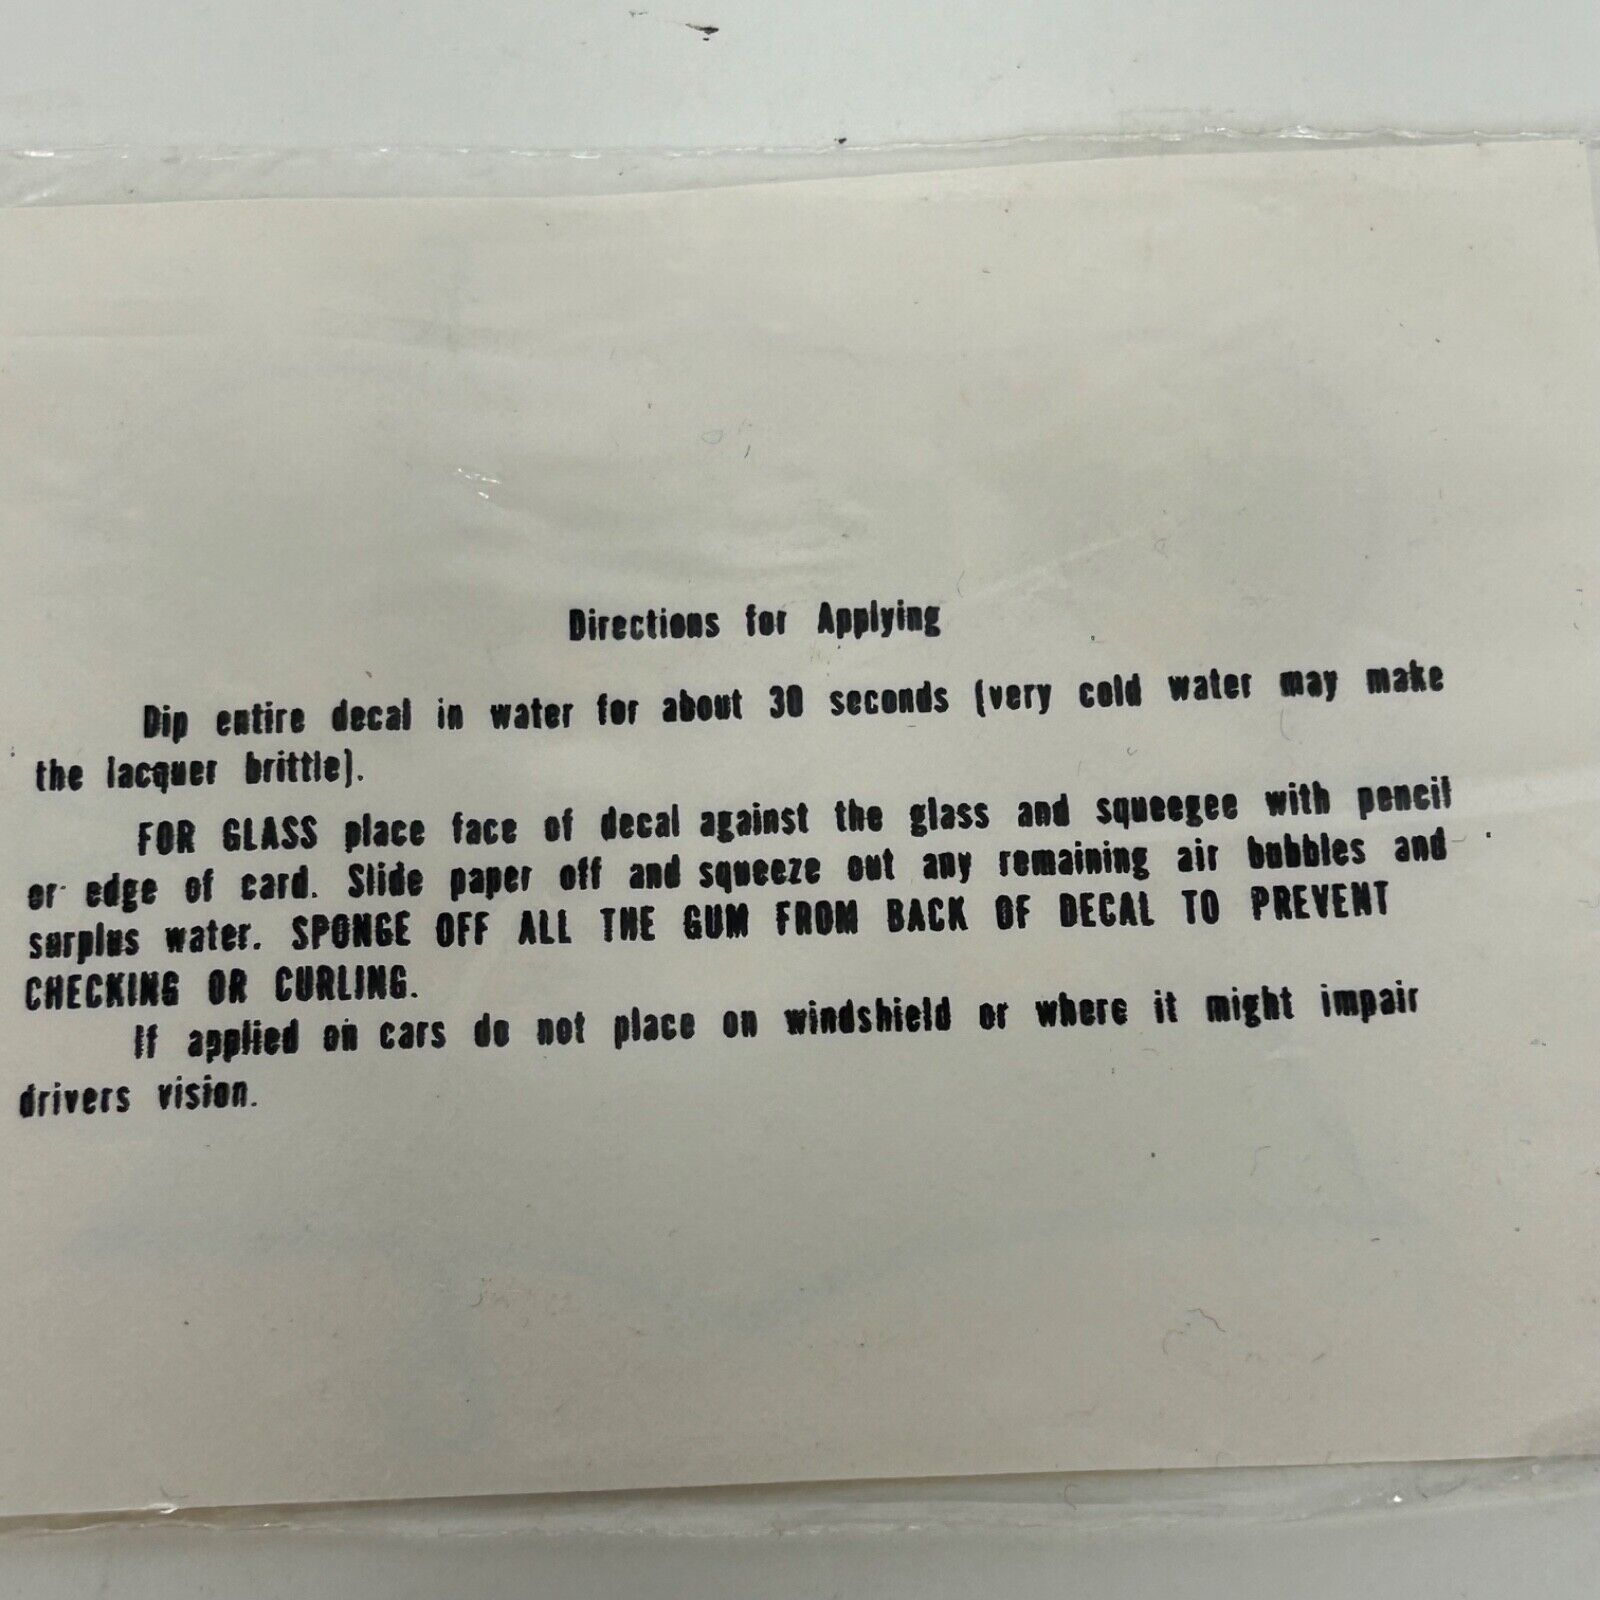 Directions for Applying
Dip entire decal in water for about 30 seconds (very cold water may make
the lacquer brittle).
FOR GLASS place face of decal against the glass and squeegee with pencil
or edge of card. Slide paper off and squeeze out any remaining air bubbles and
surplus water. SPONGE OFF ALL THE GUM FROM BACK OF DECAL TO PREVENT
CHECKING OR CURLING.
If applied on cars do not place on windshield or where it might impair
drivers vision.